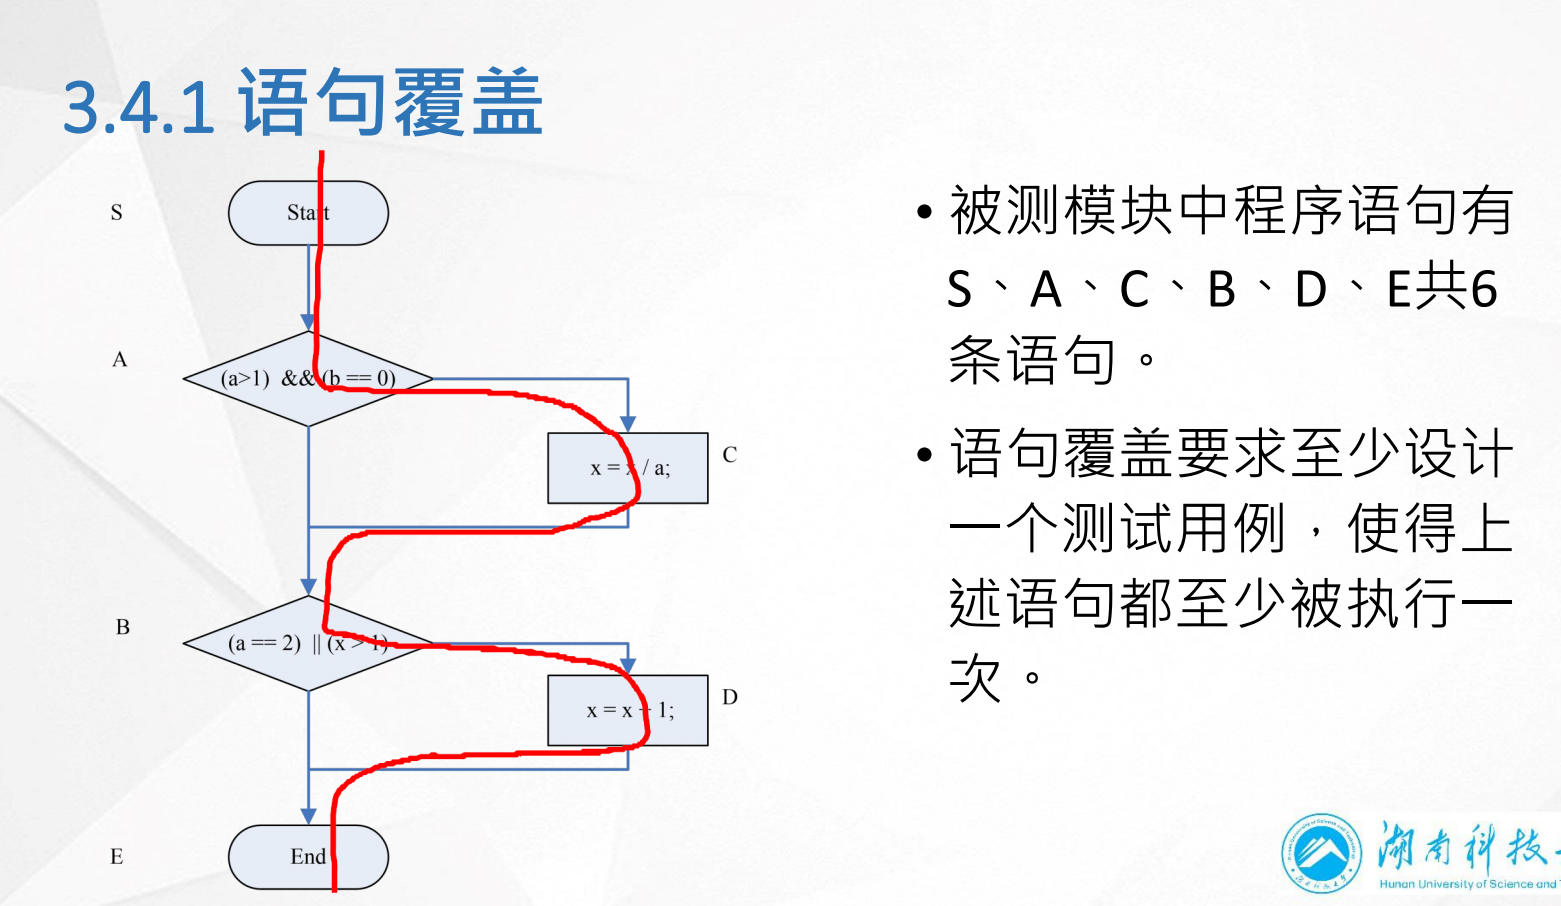 3.4.1 语句覆盖
S
Start
A
(a>1) && (b == 0)
x = x / a;
C
B
(a == 2) || (x > 1)
x = x + 1;
D
E
End
• 被测模块中程序语句有
S、A、C、B、D、E共6
条语句。
• 语句覆盖要求至少设计
一个测试用例，使得上
述语句都至少被执行一
次。
湖南科技
Hunan University of Science and